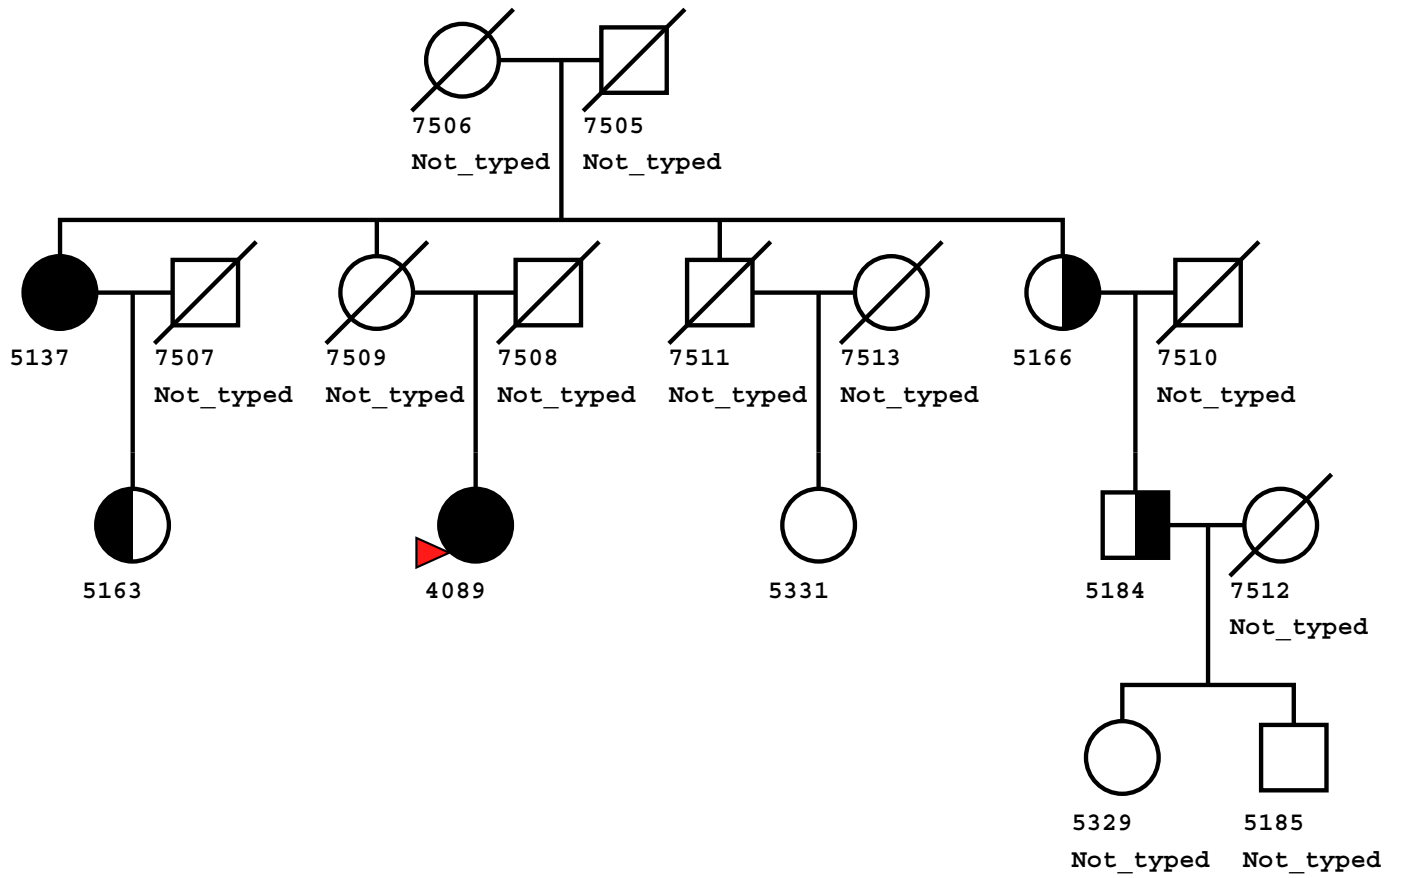 7506 7505
Not_typed Not_typed
5137 7507 7509 7508 7511 7513 5166 7510
Not_typed Not_typed Not_typed Not_typed Not_typed Not_typed
5163 4089 5331 5184 7512
Not_typed
5329 5185
Not_typed Not_typed